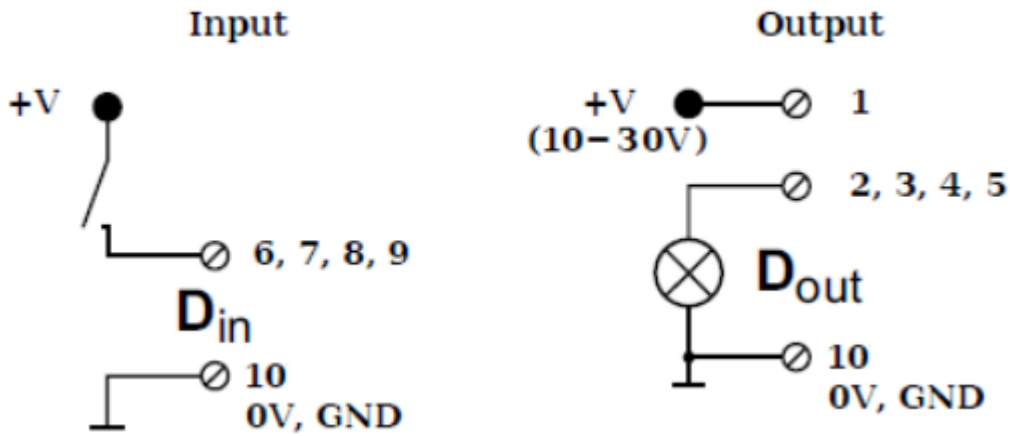 Input
+V
6, 7, 8, 9
Din
10
0V, GND
Output
+V
(10−30V)
1
2, 3, 4, 5
Dout
10
0V, GND